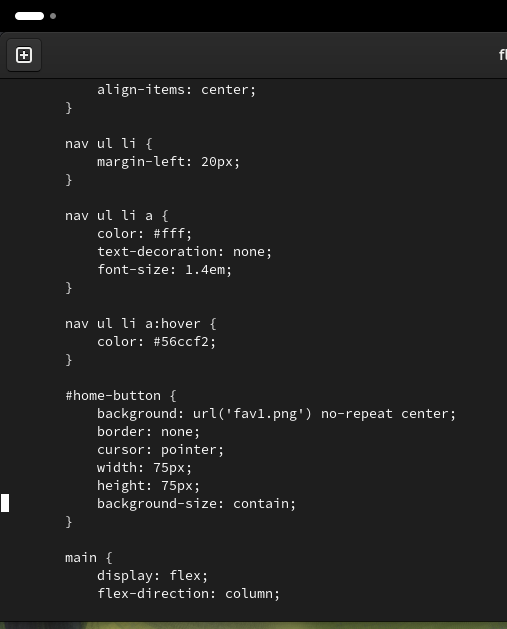 fl
align-items: center;
}
nav ul li {
margin-left: 20px;
}
nav ul li a {
color: #fff;
text-decoration: none;
font-size: 1.4em;
}
nav ul li a:hover {
color: #56ccf2;
}
#home-button {
background: url('fav1.png') no-repeat center;
border: none;
cursor: pointer;
width: 75px;
height: 75px;
background-size: contain;
}
main {
display: flex;
flex-direction: column;